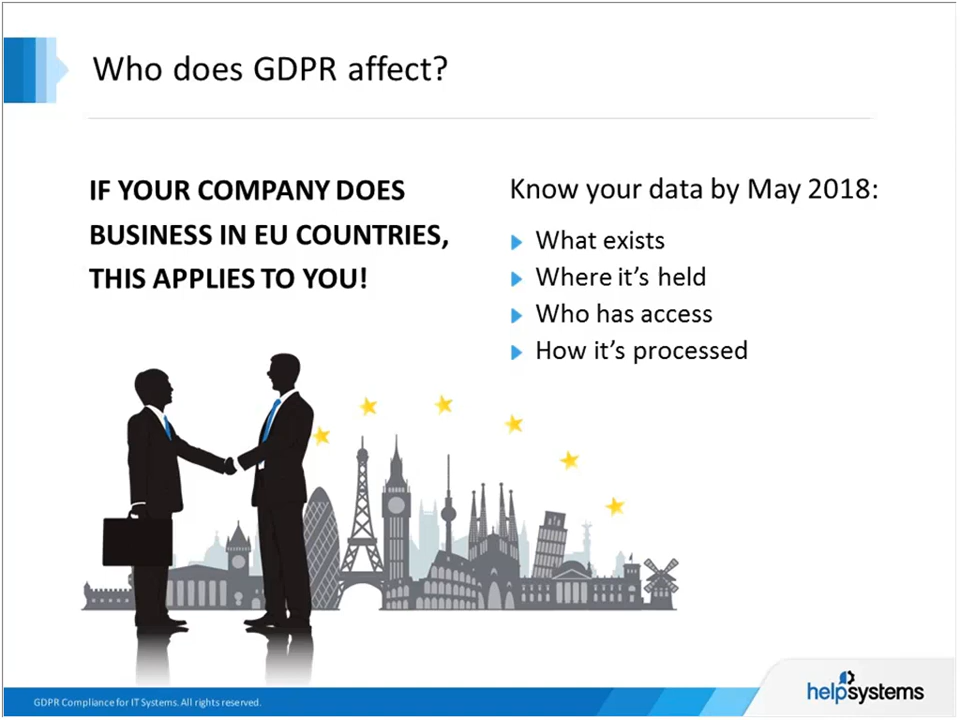 Who does GDPR affect?
IF YOUR COMPANY DOES
BUSINESS IN EU COUNTRIES,
THIS APPLIES TO YOU!
Know your data by May 2018:
What exists
Where it's held
Who has access
How it's processed
GDPR Compliance for IT Systems. All rights reserved.
helpsystems